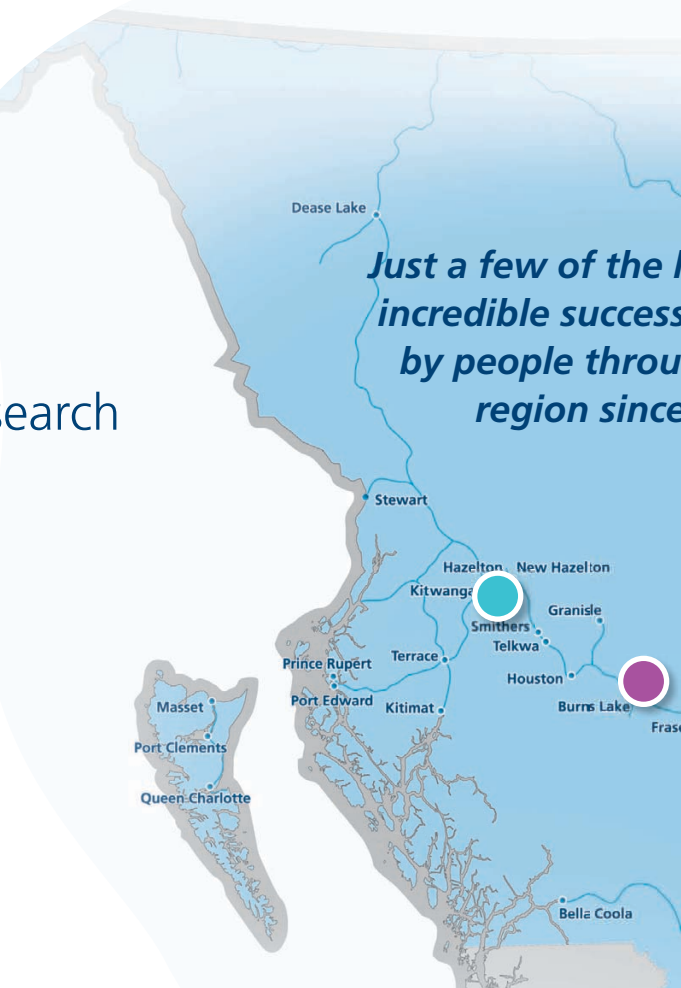 Dease Lake
Just a few of the
incredible success
by people throu
region since
search
Stewart
Hazelton New Hazelton
Kitwanga
Granisle
Smithers
Telkwa
Terrace
Prince Rupert
Houston
Port Edward
Kitimat
Burns Lake
Masset
Fras
Port Clements
Queen Charlotte
Bella Coola